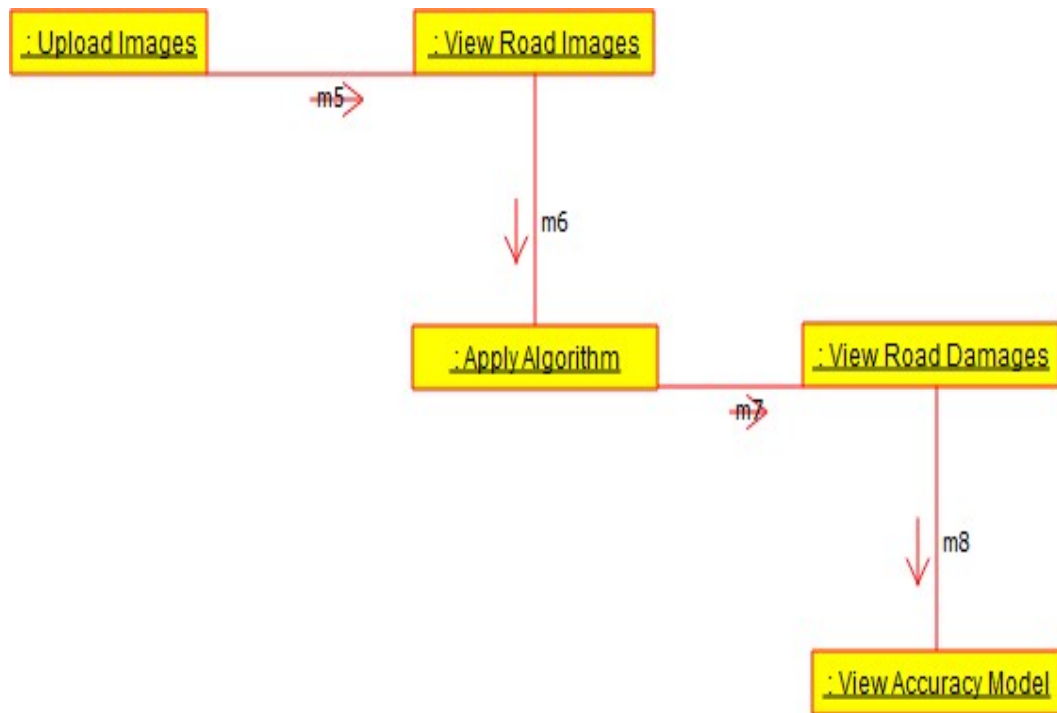 : Upload Images
: View Road Images
m5
m6
: Apply Algorithm
: View Road Damages
m7
m8
: View Accuracy Model